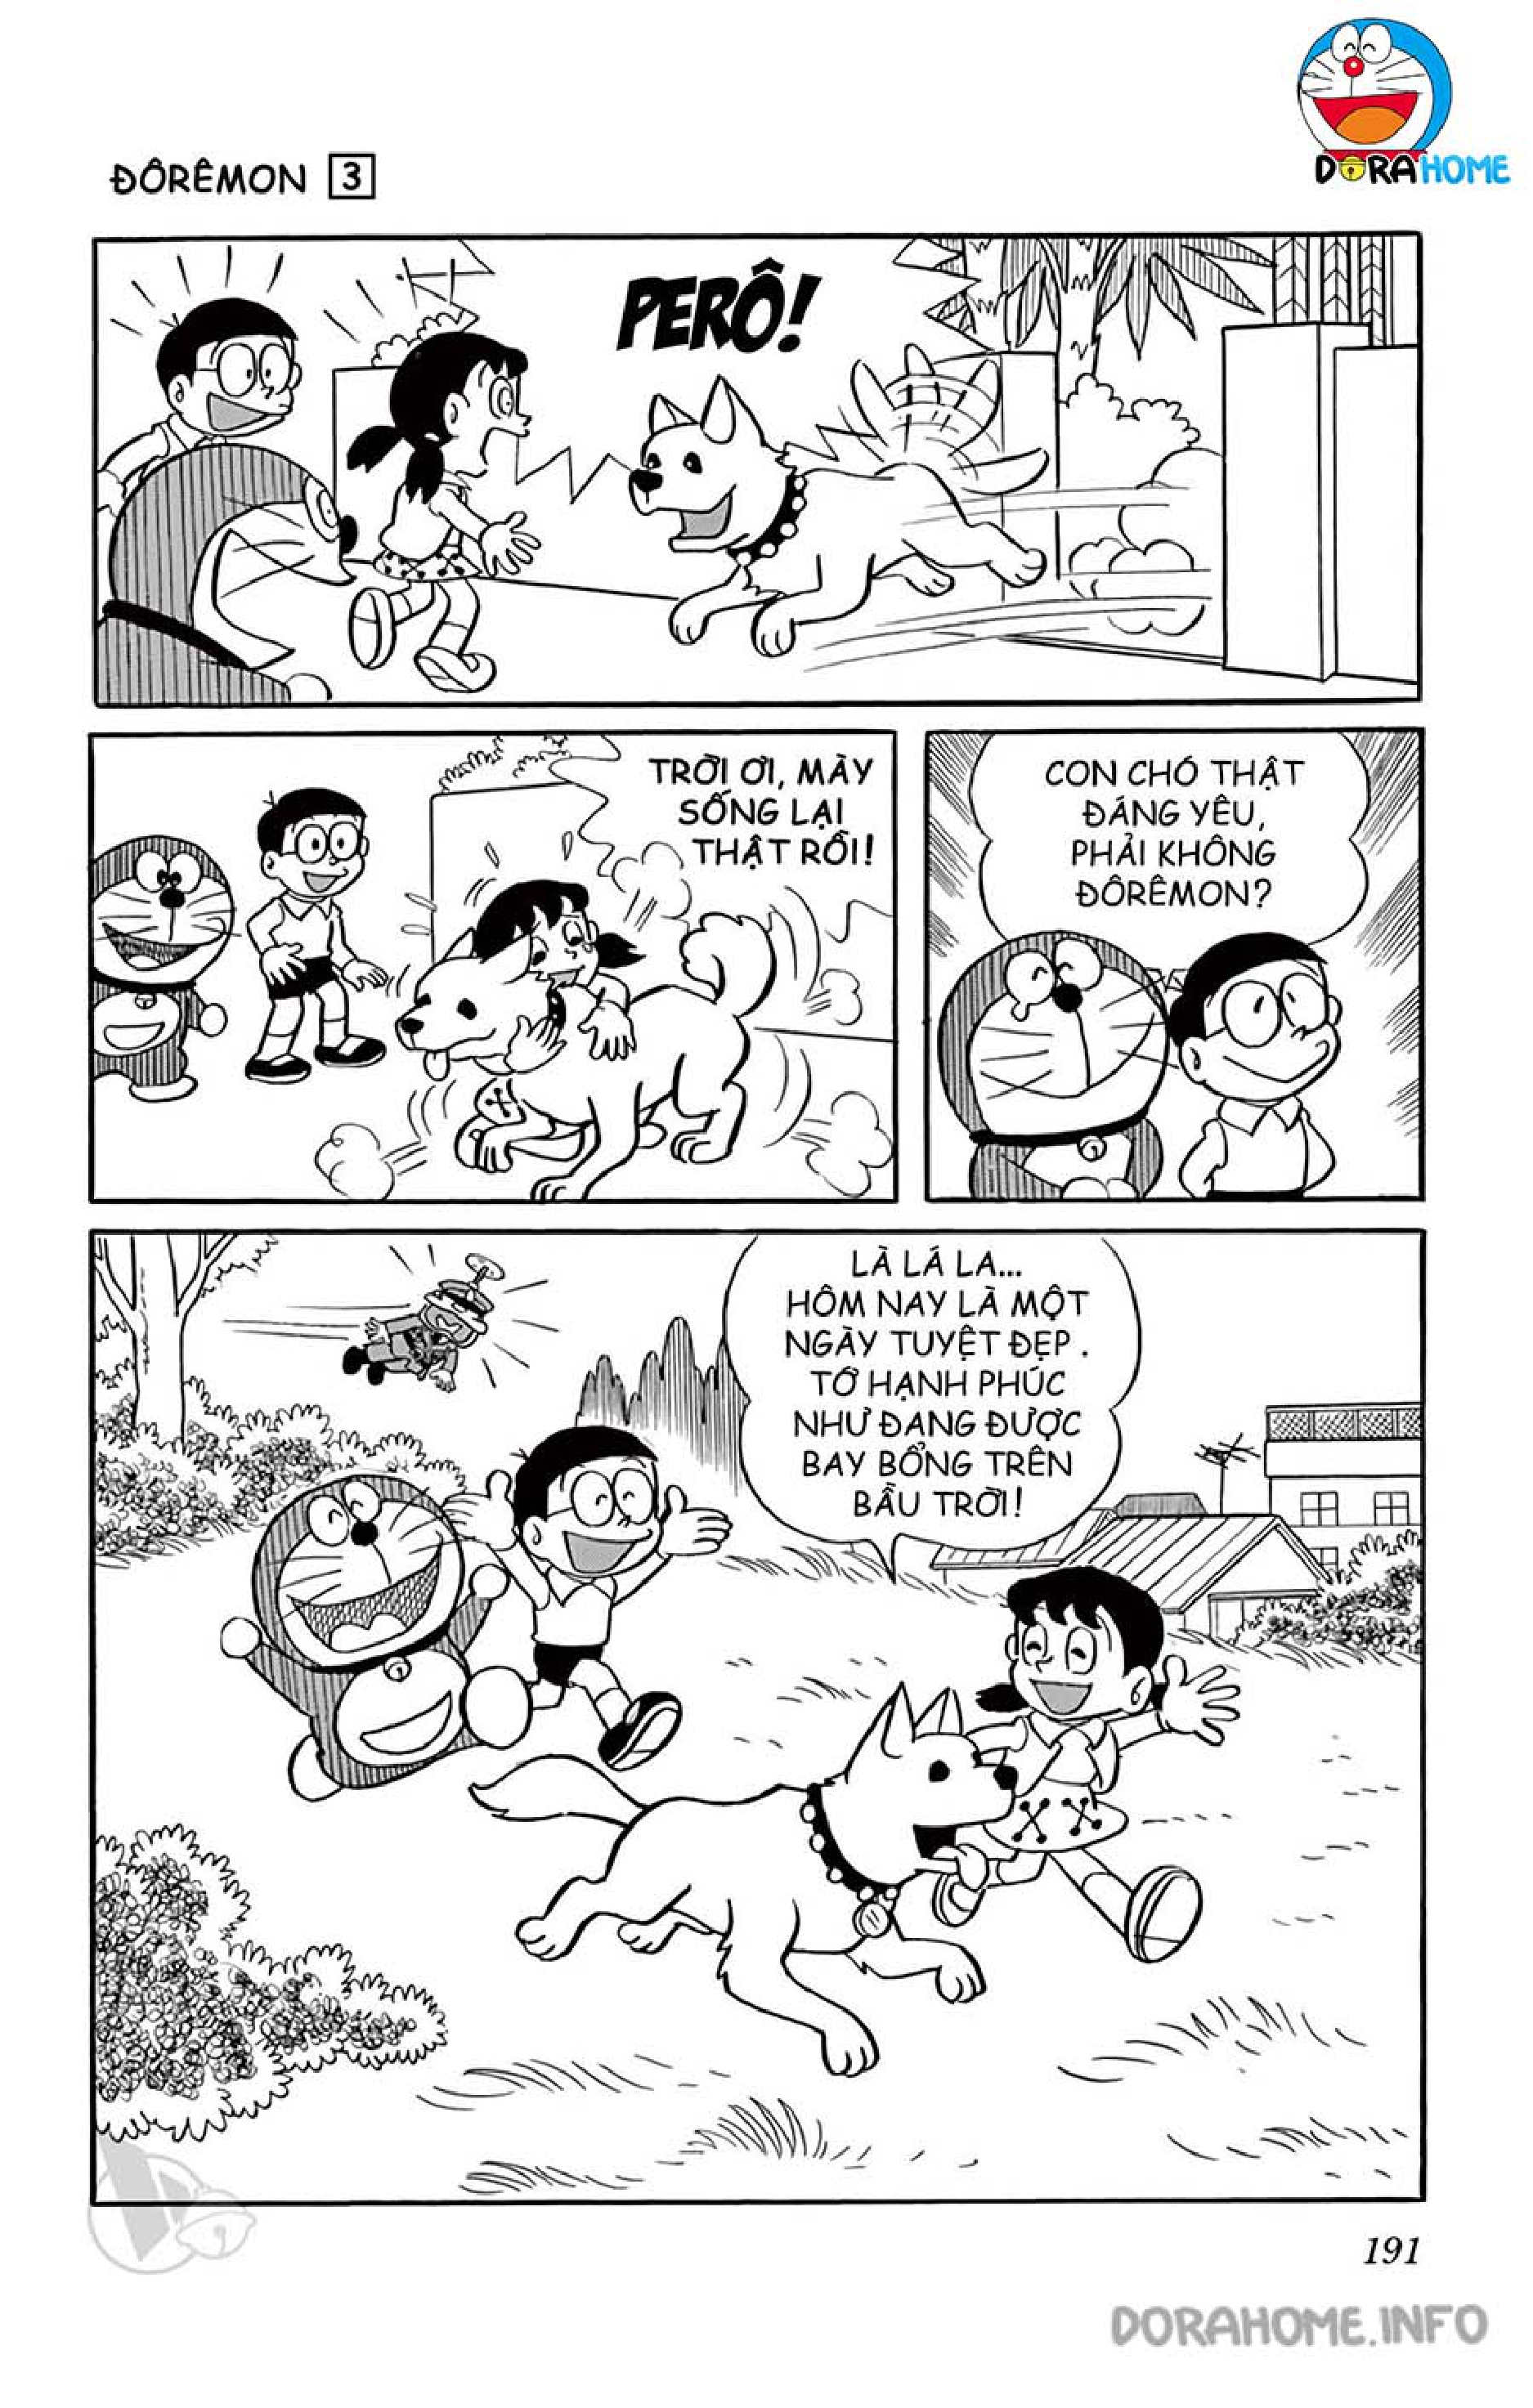 DORAHOME
ĐÔRÊMON 3
PERÔ!
TRỜI ƠI, MÀY
SỐNG LẠI
THẬT RỒI!
CON CHÓ THẬT
ĐÁNG YÊU,
PHẢI KHÔNG
ĐÔRÊMON?
LÀ LÁ LA...
HÔM NAY LÀ MỘT
NGÀY TUYỆT ĐẸP.
TỚ HẠNH PHÚC
NHƯ ĐANG ĐƯỢC
BAY BỔNG TRÊN
BẦU TRỜI!
191
DORAHOME.INFO